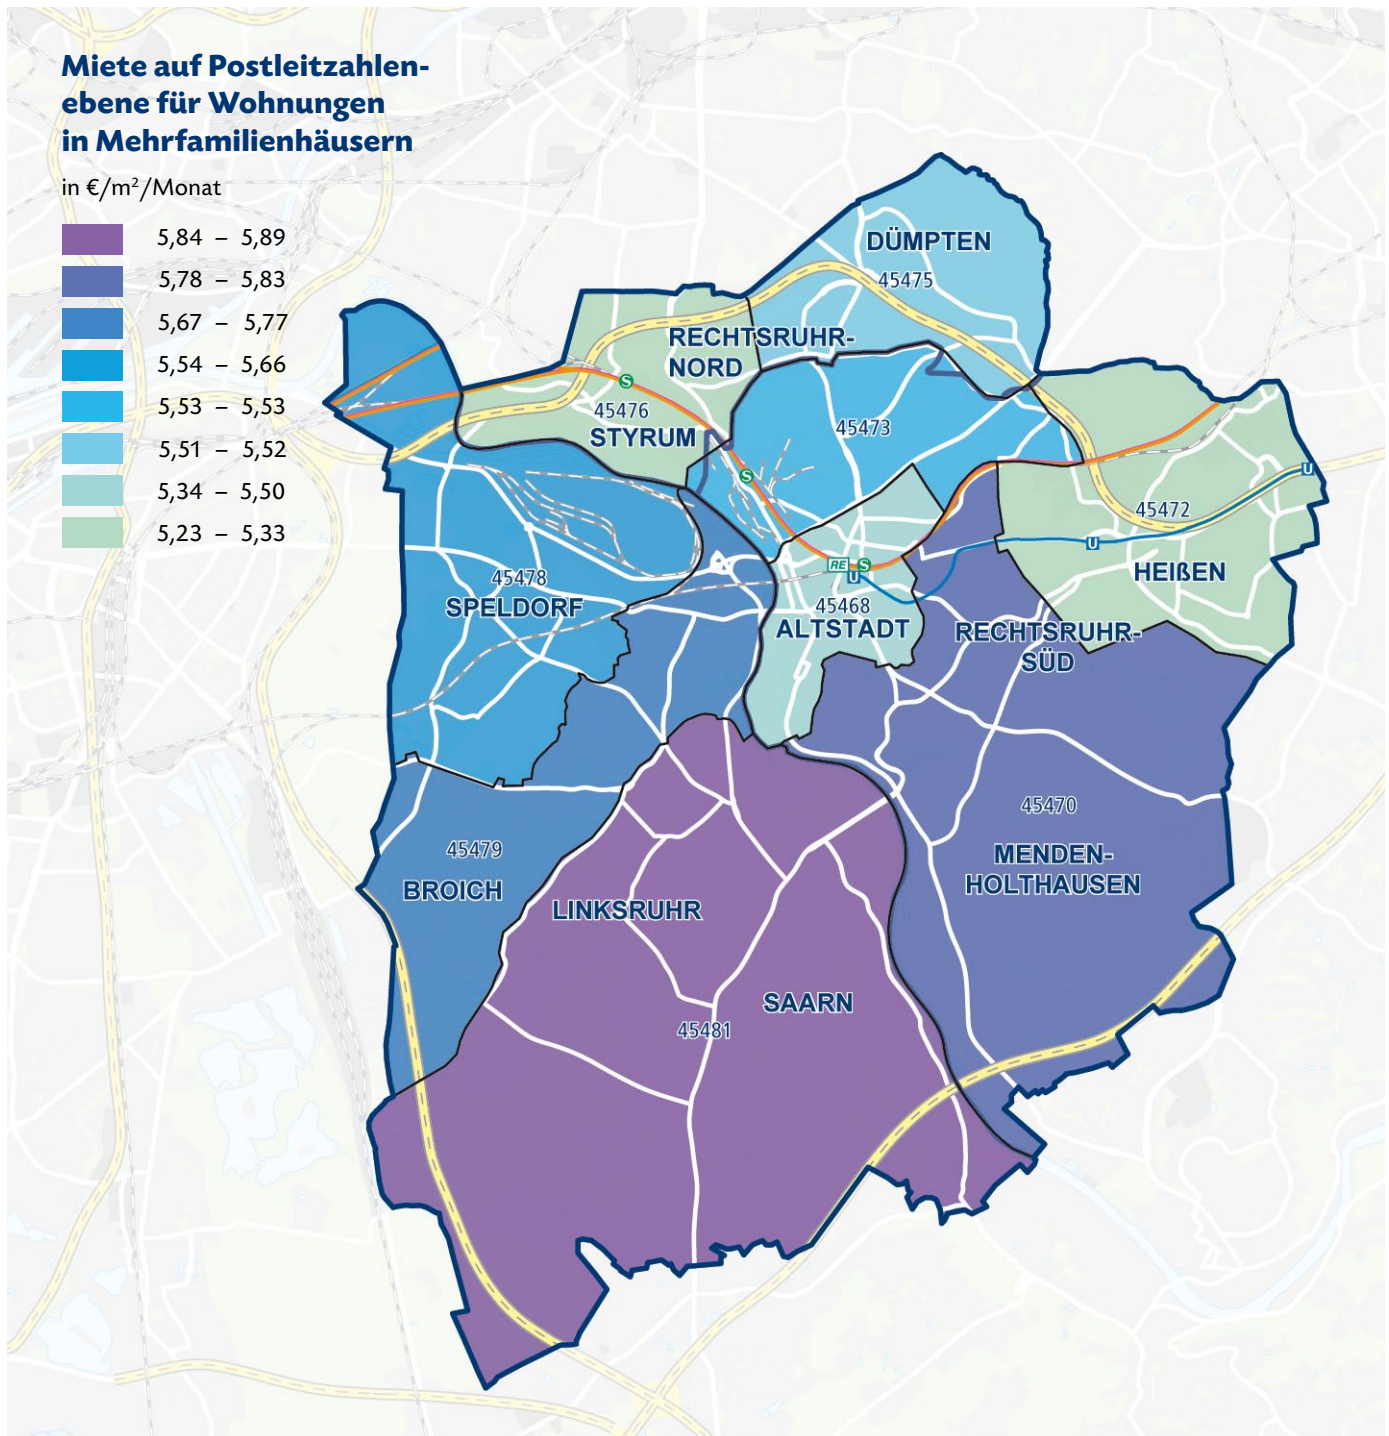 Miete auf Postleitzahlen-
ebene für Wohnungen
in Mehrfamilienhäusern
in €/m²/Monat
5,84 – 5,89
5,78 – 5,83
5,67 – 5,77
5,54 – 5,66
5,53 – 5,53
5,51 – 5,52
5,34 – 5,50
5,23 – 5,33
DÜMPTEN
45475
RECHTSRUHR-
NORD
S
45476
STYRUM
45473
S
U
45472
U
HEIßEN
RE S
U
45478
SPELDORF
45468
ALTSTADT
RECHTSRUHR-
SÜD
45470
MENDEN-
HOLTHAUSEN
45479
BROICH
LINKSRUHR
SAARN
45481